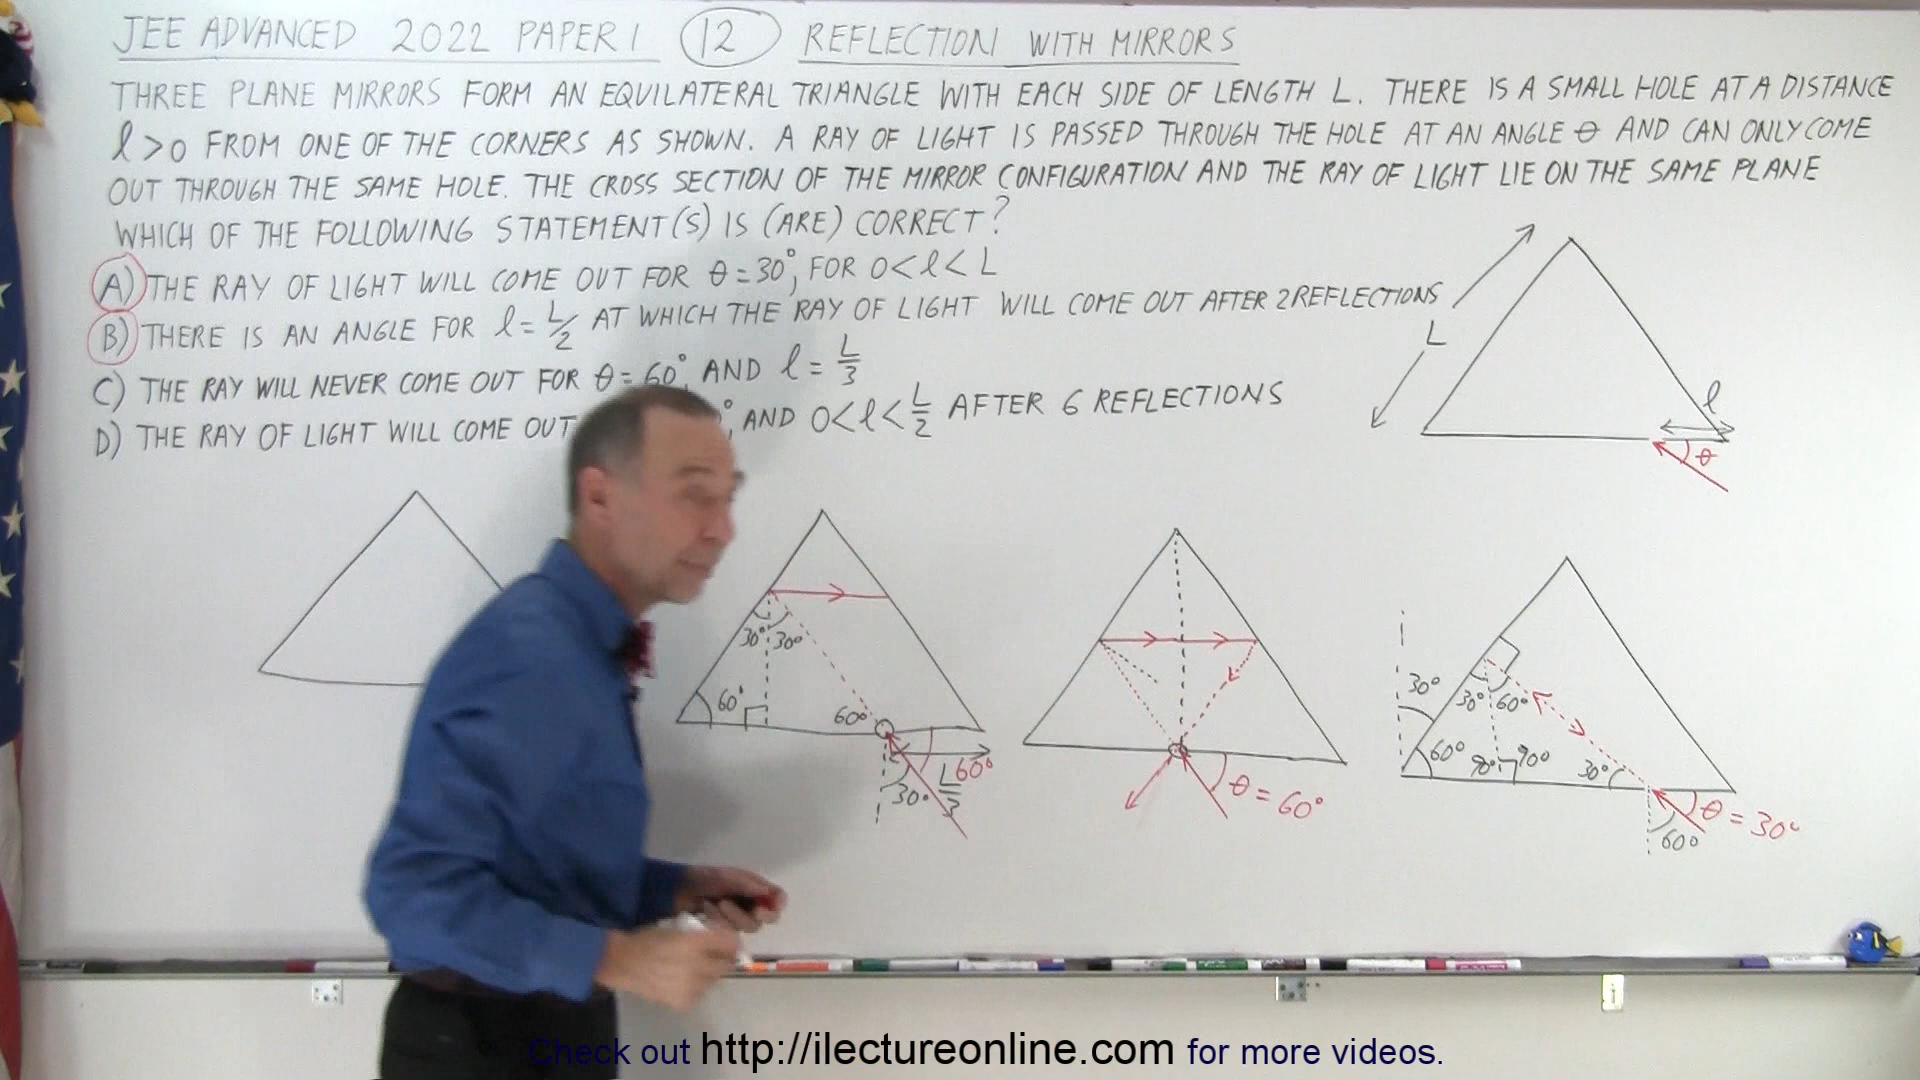 JEE ADVANCED 2022 PAPER 1 (12) REFLECTION WITH MIRRORS
THREE PLANE MIRRORS FORM AN EQUILATERAL TRIANGLE WITH EACH SIDE OF LENGTH L. THERE IS A SMALL HOLE AT A DISTANCE
l>0 FROM ONE OF THE CORNERS AS SHOWN. A RAY OF LIGHT IS PASSED THROUGH THE HOLE AT AN ANGLE θ AND CAN ONLY COME
OUT THROUGH THE SAME HOLE. THE CROSS SECTION OF THE MIRROR CONFIGURATION AND THE RAY OF LIGHT LIE ON THE SAME PLANE
WHICH OF THE FOLLOWING STATEMENT(S) IS (ARE) CORRECT?
A) THE RAY OF LIGHT WILL COME OUT FOR θ=30°, FOR 0<l<L
B) THERE IS AN ANGLE FOR l=L/2 AT WHICH THE RAY OF LIGHT WILL COME OUT AFTER 2 REFLECTIONS
C) THE RAY WILL NEVER COME OUT FOR θ=60°, AND l=L/3
D) THE RAY OF LIGHT WILL COME OUT °, AND 0<l<L/2 AFTER 6 REFLECTIONS
L
l
θ
30° 30°
60° 60°
60°
30°
L/3
θ=60°
30°
30° 60°
60° 90° 90° 30°
θ=30°
60°
Check out http://ilectureonline.com for more videos.